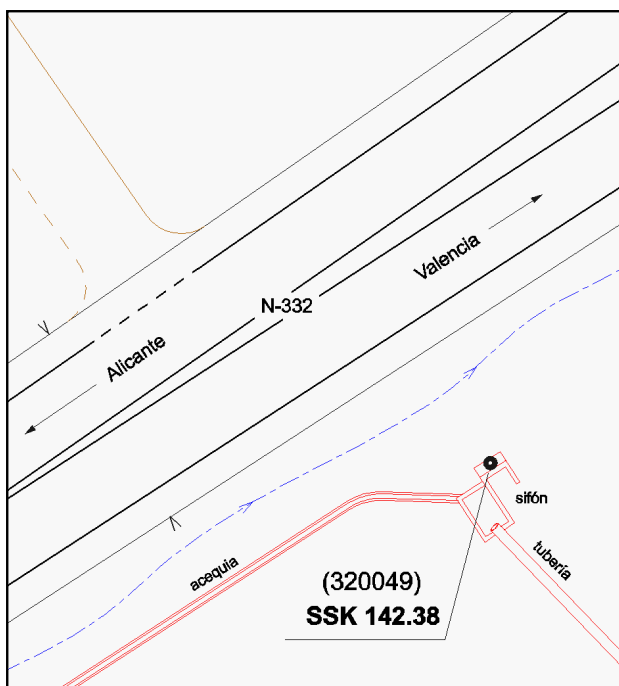 Valencia
N-332
Alicante
sifón
tubería
acequia
(320049)
SSK 142.38